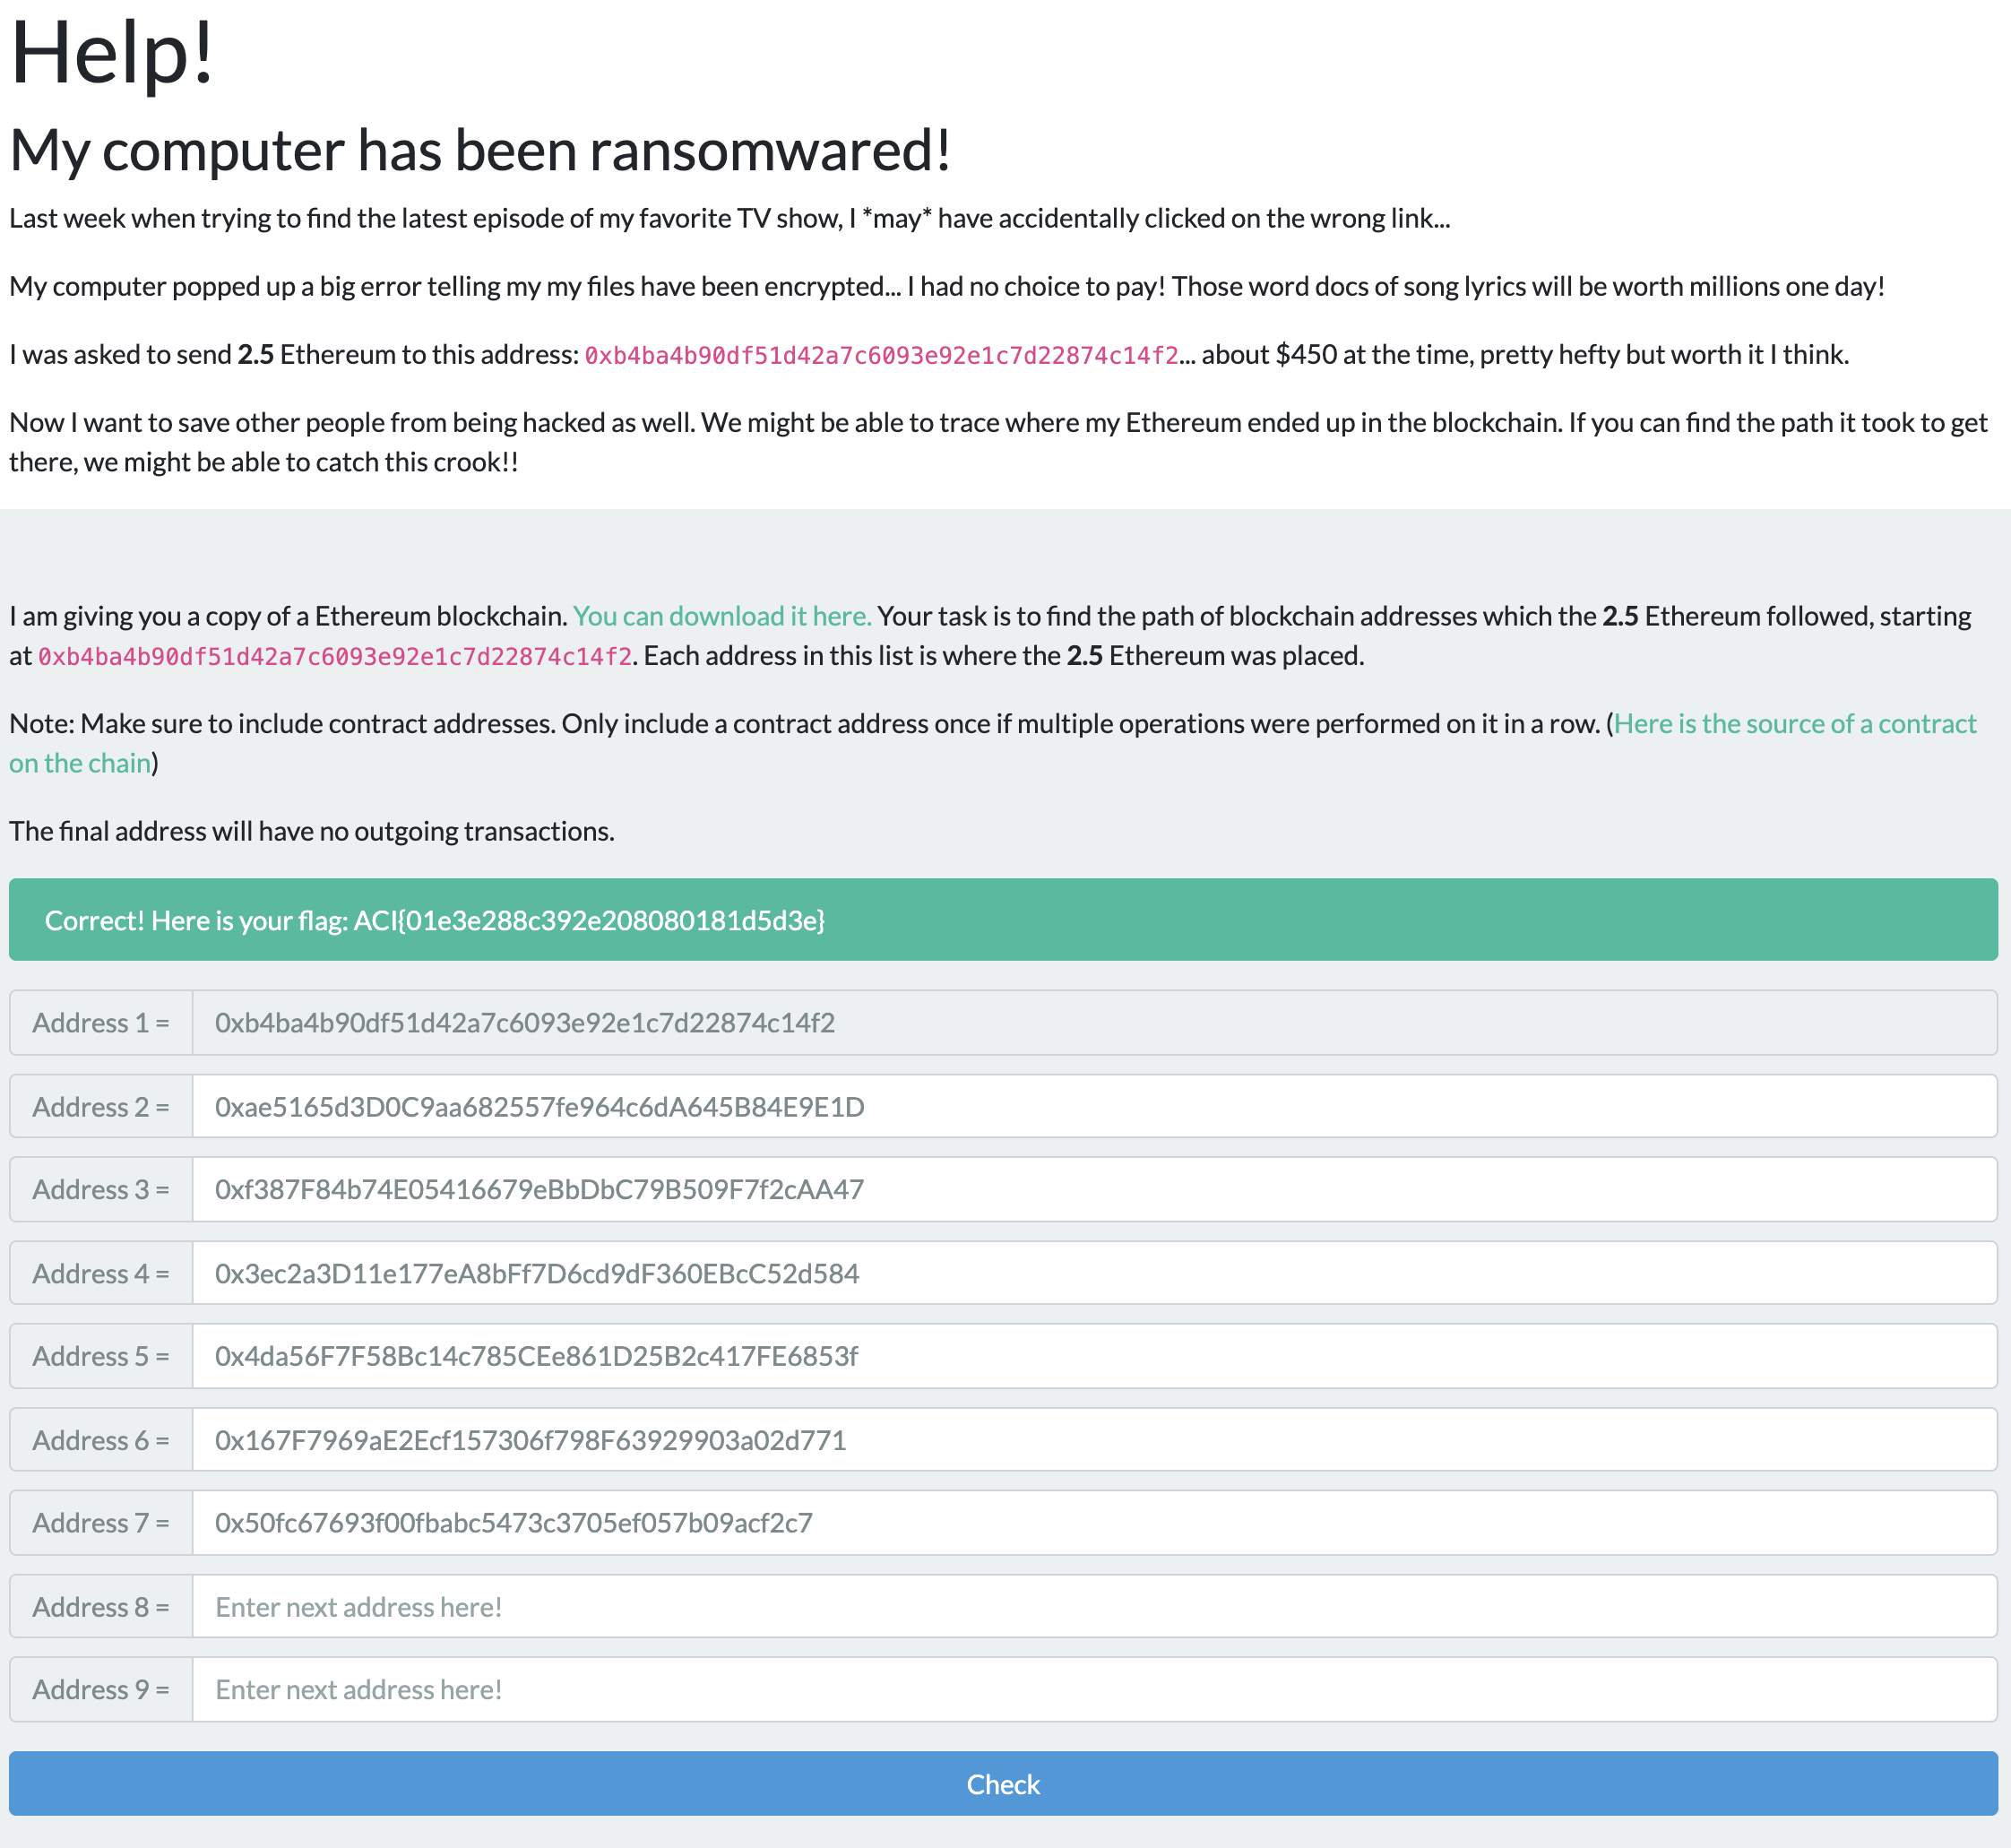 Help!
My computer has been ransomwared!
Last week when trying to find the latest episode of my favorite TV show, I *may* have accidentally clicked on the wrong link...
My computer popped up a big error telling my my files have been encrypted... I had no choice to pay! Those word docs of song lyrics will be worth millions one day!
I was asked to send 2.5 Ethereum to this address: 0xb4ba4b90df51d42a7c6093e92e1c7d22874c14f2... about $450 at the time, pretty hefty but worth it I think.
Now I want to save other people from being hacked as well. We might be able to trace where my Ethereum ended up in the blockchain. If you can find the path it took to get
there, we might be able to catch this crook!!
I am giving you a copy of a Ethereum blockchain. You can download it here. Your task is to find the path of blockchain addresses which the 2.5 Ethereum followed, starting
at 0xb4ba4b90df51d42a7c6093e92e1c7d22874c14f2. Each address in this list is where the 2.5 Ethereum was placed.
Note: Make sure to include contract addresses. Only include a contract address once if multiple operations were performed on it in a row. (Here is the source of a contract
on the chain)
The final address will have no outgoing transactions.
Correct! Here is your flag: ACI{01e3e288c392e208080181d5d3e}
Address 1 = 0xb4ba4b90df51d42a7c6093e92e1c7d22874c14f2
Address 2 = 0xae5165d3D0C9aa682557fe964c6dA645B84E9E1D
Address 3 = 0xf387F84b74E05416679eBbDbC79B509F7f2cAA47
Address 4 = 0x3ec2a3D11e177eA8bFf7D6cd9dF360EBcC52d584
Address 5 = 0x4da56F7F58Bc14c785CEe861D25B2c417FE6853f
Address 6 = 0x167F7969aE2Ecf157306f798F63929903a02d771
Address 7 = 0x50fc67693f00fbabc5473c3705ef057b09acf2c7
Address 8 = Enter next address here!
Address 9 = Enter next address here!
Check